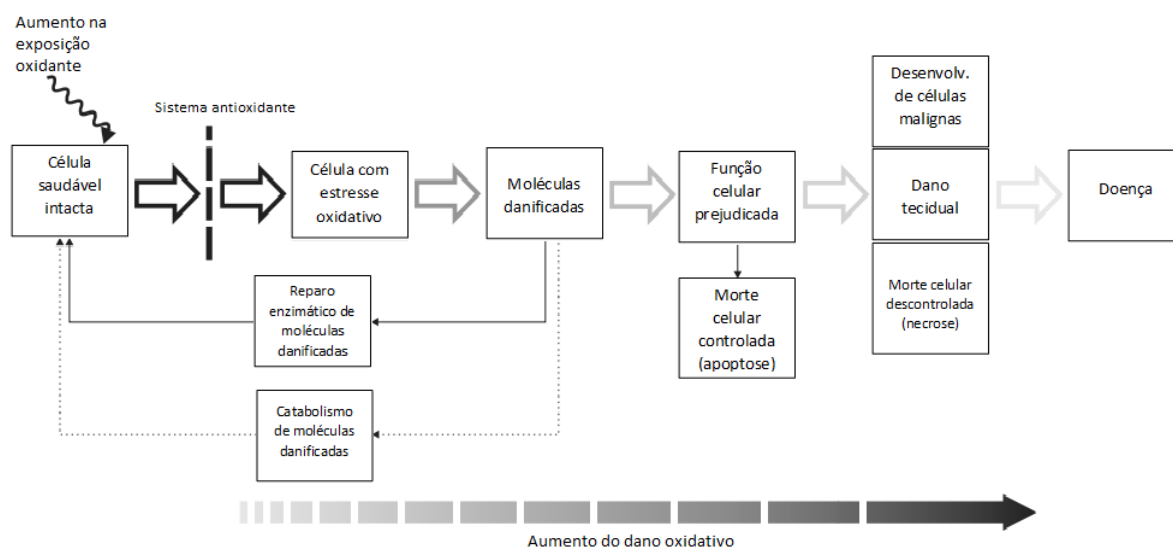 Aumento na
exposição
oxidante
Sistema antioxidante
Célula
saudável
intacta
Célula com
estresse
oxidativo
Moléculas
danificadas
Função
celular
prejudicada
Desenvolv.
de células
malignas
Dano
tecidual
Morte celular
descontrolada
(necrose)
Doença
Reparo
enzimático de
moléculas
danificadas
Morte
celular
controlada
(apoptose)
Catabolismo
de moléculas
danificadas
Aumento do dano oxidativo